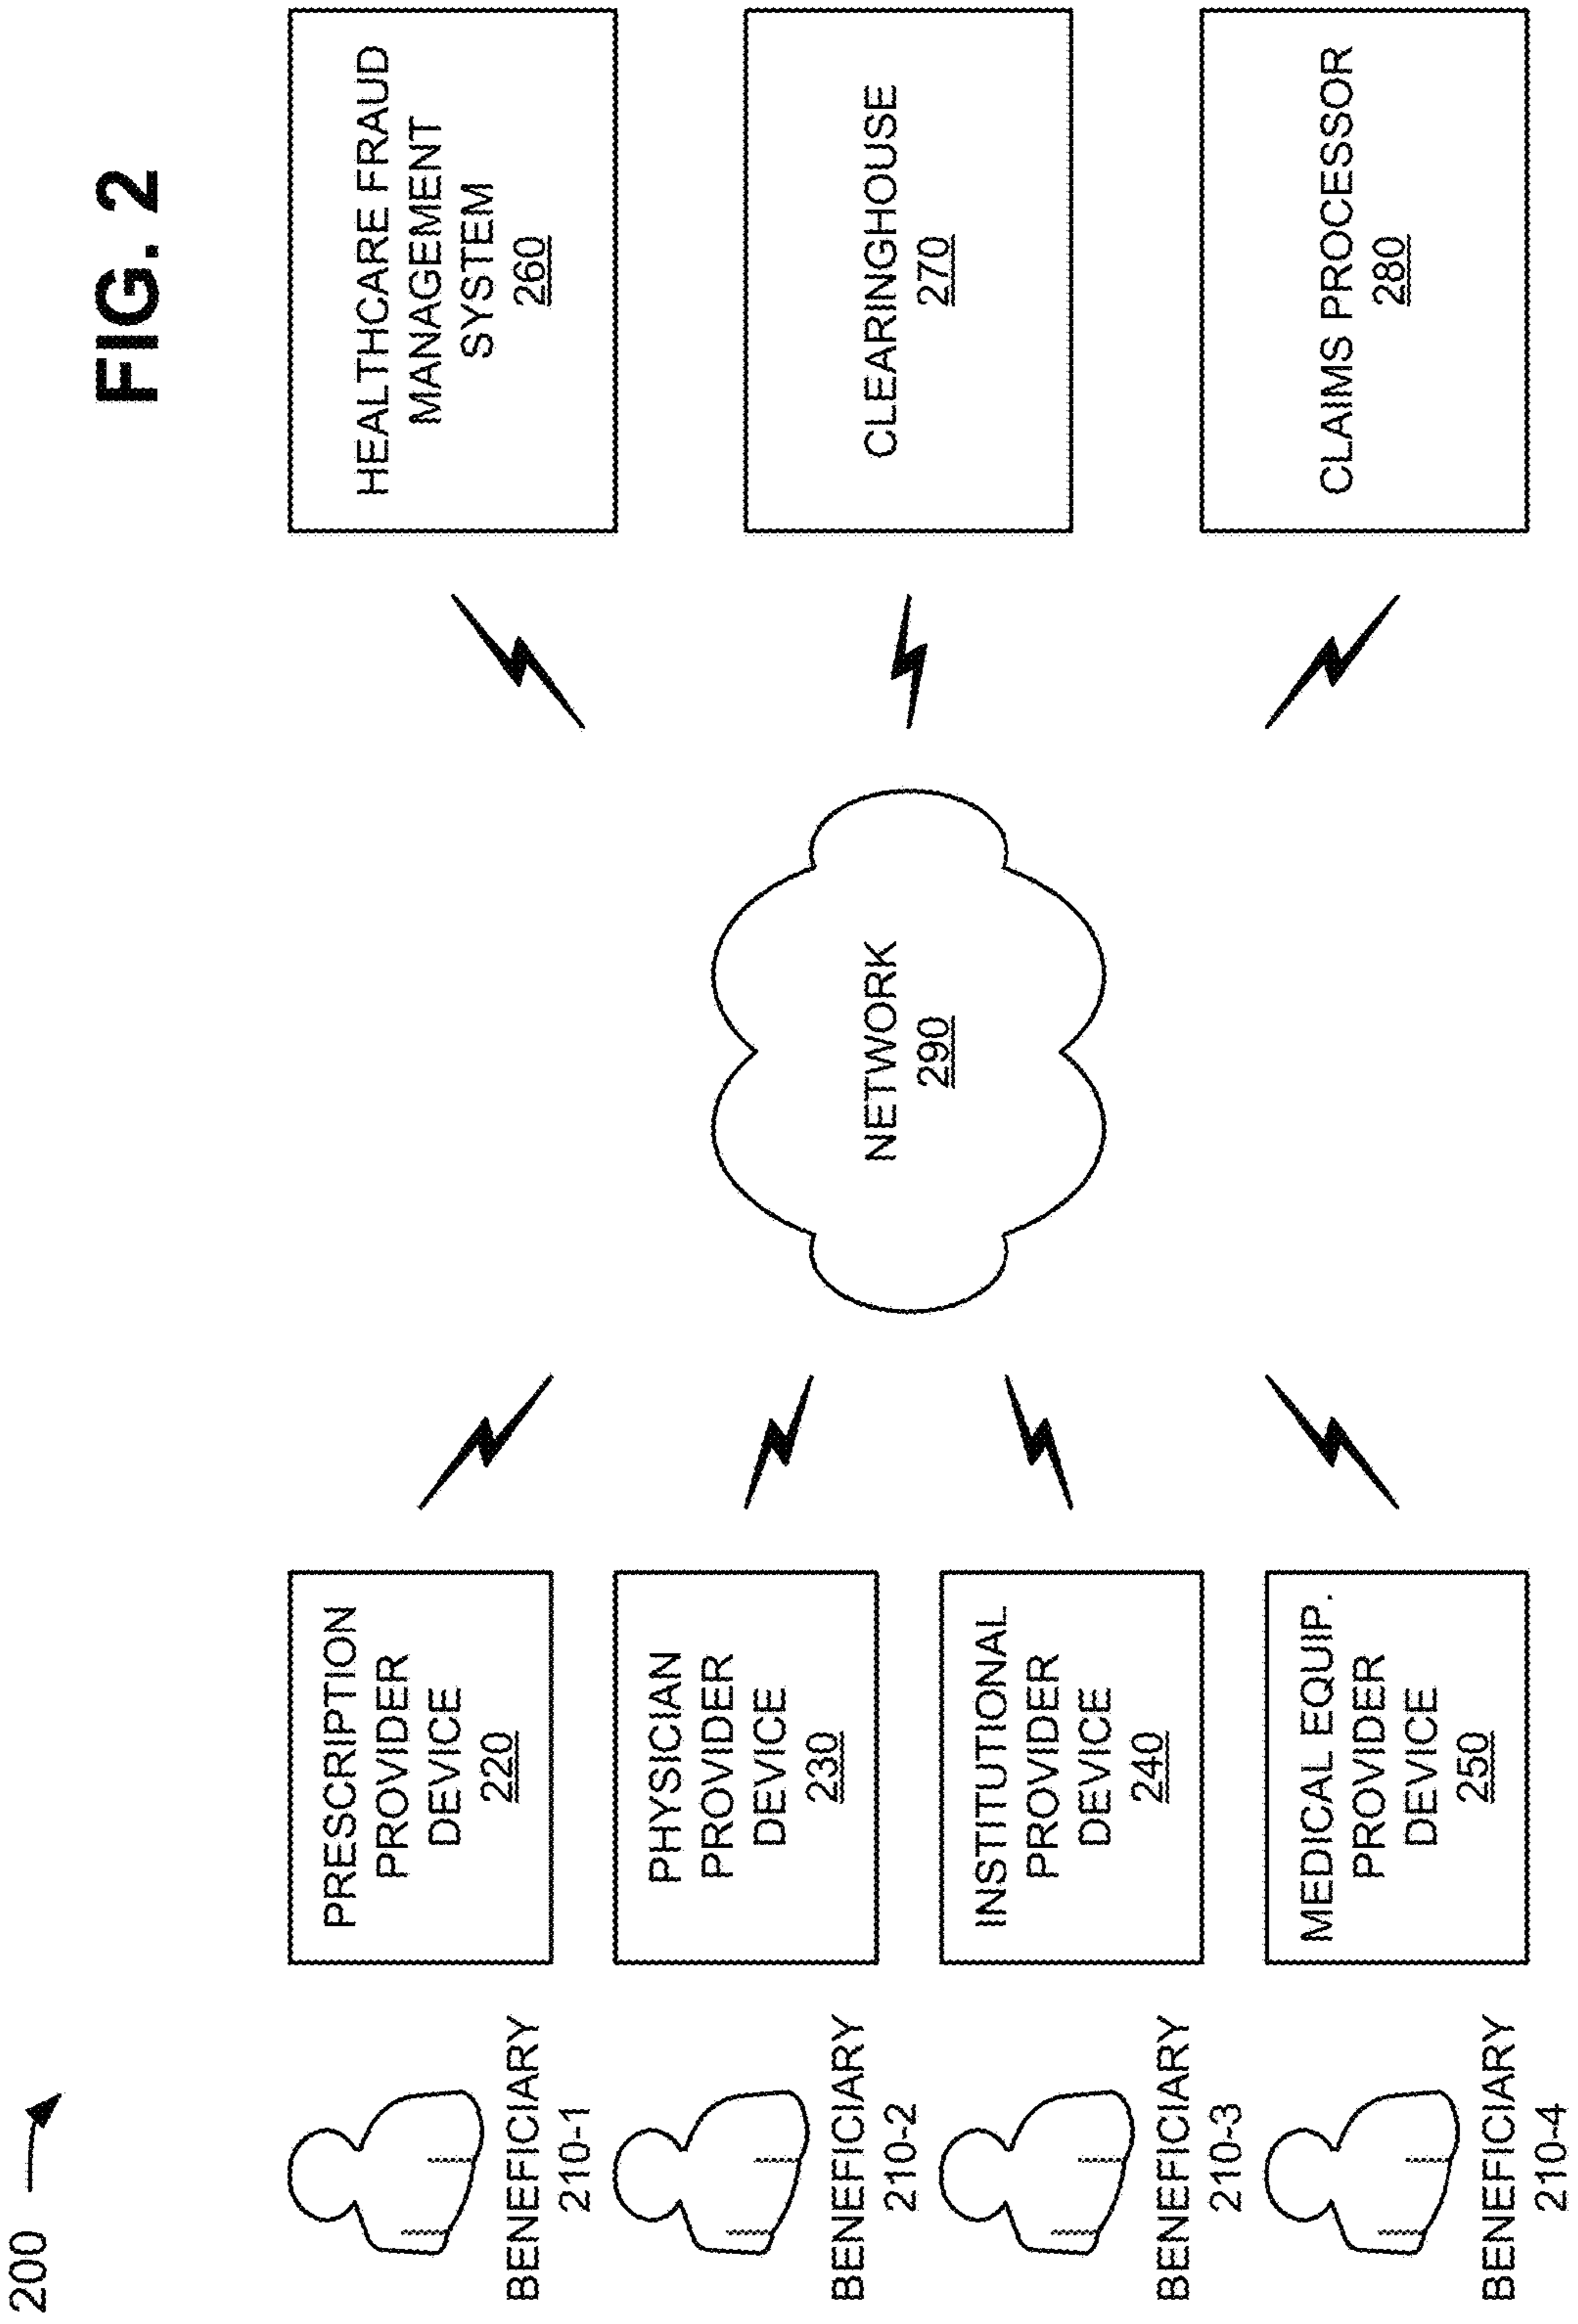 FIG. 2
200
BENEFICIARY
210-1
PRESCRIPTION
PROVIDER
DEVICE
220
BENEFICIARY
210-2
PHYSICIAN
PROVIDER
DEVICE
230
BENEFICIARY
210-3
INSTITUTIONAL
PROVIDER
DEVICE
240
BENEFICIARY
210-4
MEDICAL EQUIP.
PROVIDER
DEVICE
250
NETWORK
290
HEALTHCARE FRAUD
MANAGEMENT
SYSTEM
260
CLEARINGHOUSE
270
CLAIMS PROCESSOR
280